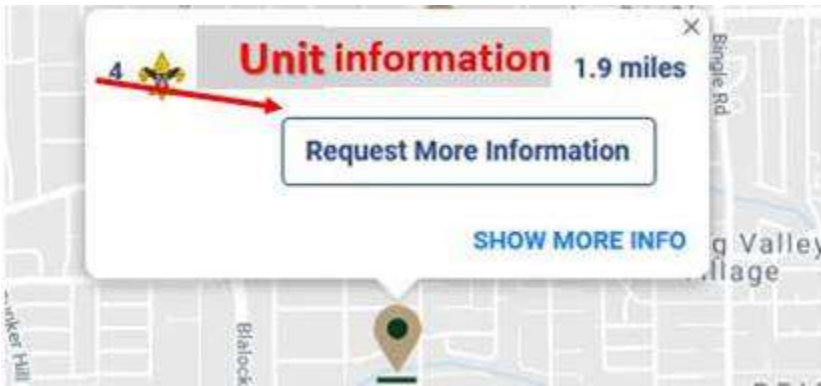 ×
4 Unit information 1.9 miles
Bingle Rd
Request More Information
SHOW MORE INFO
g Valley
illage
nker Hill
Blalock